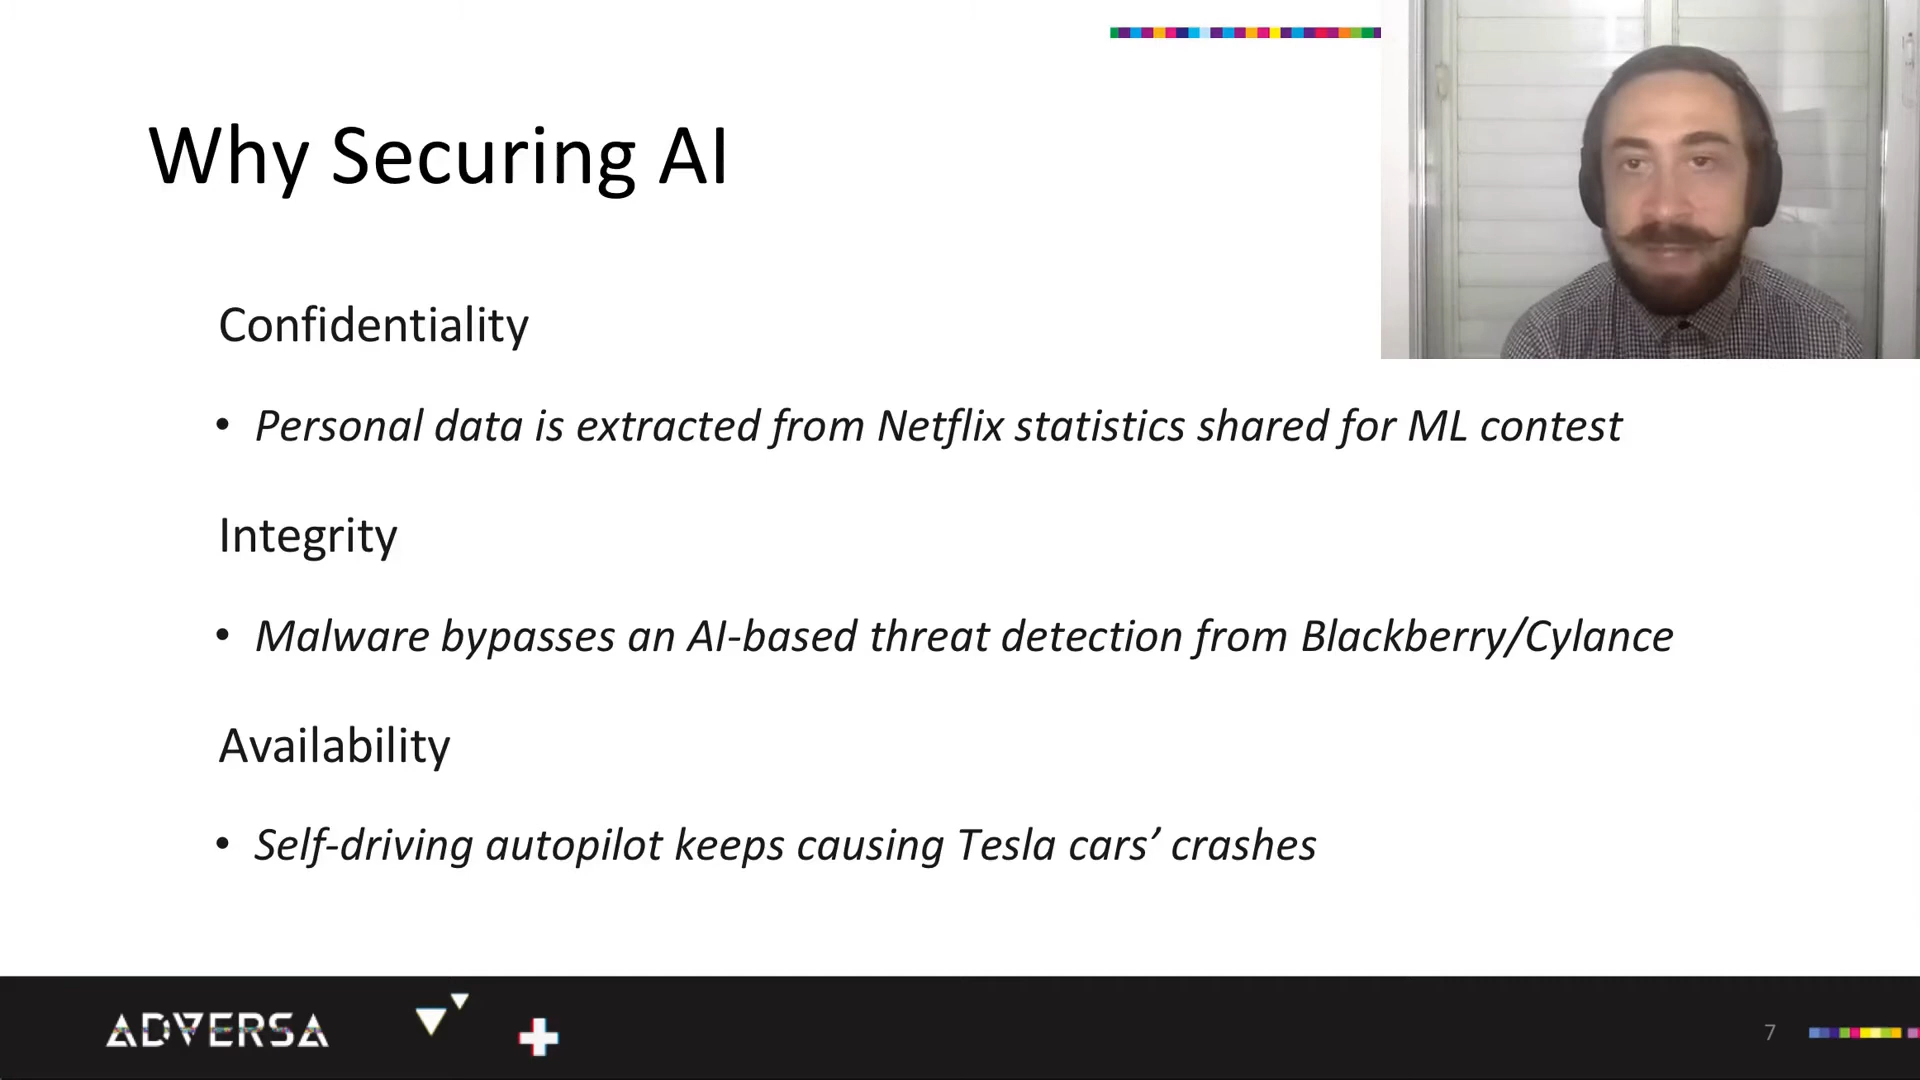 Why Securing AI
Confidentiality
• Personal data is extracted from Netflix statistics shared for ML contest
Integrity
• Malware bypasses an AI-based threat detection from Blackberry/Cylance
Availability
• Self-driving autopilot keeps causing Tesla cars’ crashes
ADVERSA
7